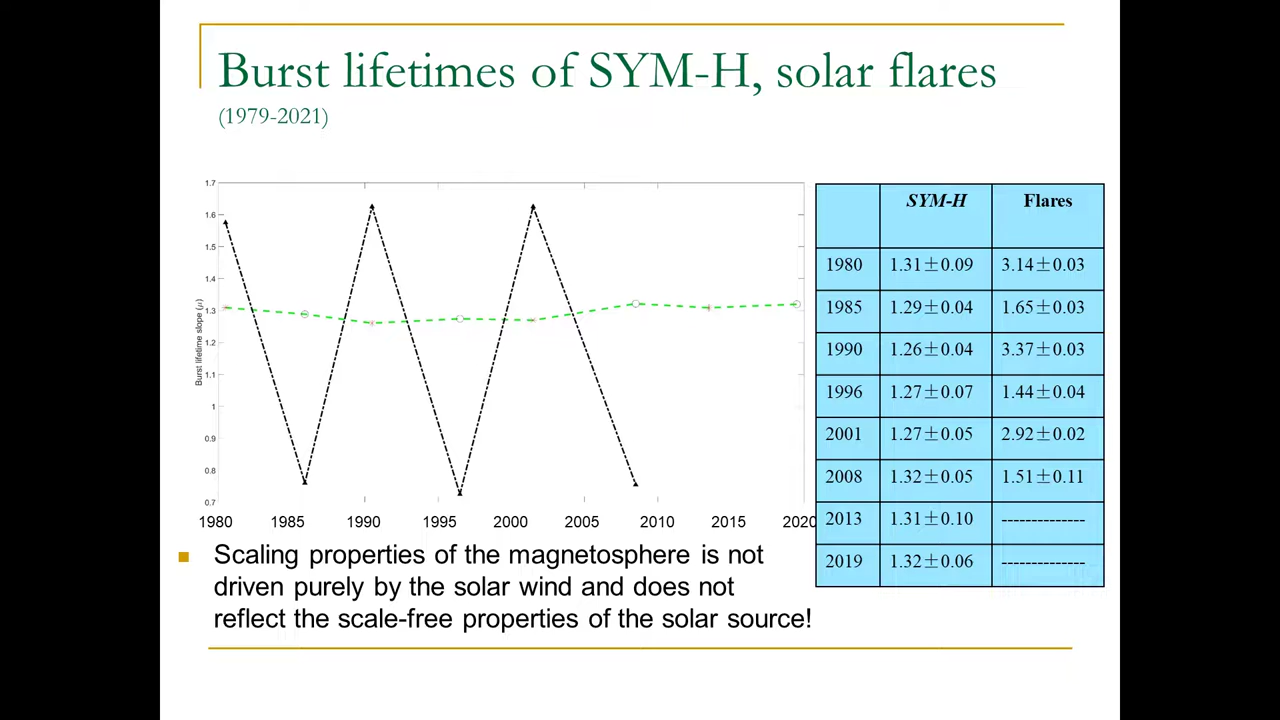 Burst lifetimes of SYM-H, solar flares
(1979-2021)
1.7
1.6
1.5
1.4
1.3
1.2
1.1
1
0.9
0.8
0.7
Burst lifetime slope (μ)
1980 1985 1990 1995 2000 2005 2010 2015 2020
SYM-H Flares
1980 1.31±0.09 3.14±0.03
1985 1.29±0.04 1.65±0.03
1990 1.26±0.04 3.37±0.03
1996 1.27±0.07 1.44±0.04
2001 1.27±0.05 2.92±0.02
2008 1.32±0.05 1.51±0.11
2013 1.31±0.10 --------------
2019 1.32±0.06 --------------
Scaling properties of the magnetosphere is not
driven purely by the solar wind and does not
reflect the scale-free properties of the solar source!